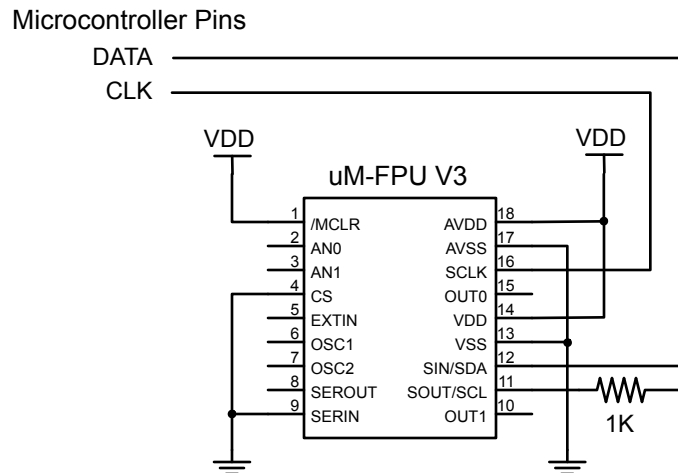 Microcontroller Pins
DATA
CLK
VDD
VDD
uM-FPU V3
1 /MCLR AVDD 18
2 AN0 AVSS 17
3 AN1 SCLK 16
4 CS OUT0 15
5 EXTIN VDD 14
6 OSC1 VSS 13
7 OSC2 SIN/SDA 12
8 SEROUT SOUT/SCL 11
9 SERIN OUT1 10
1K